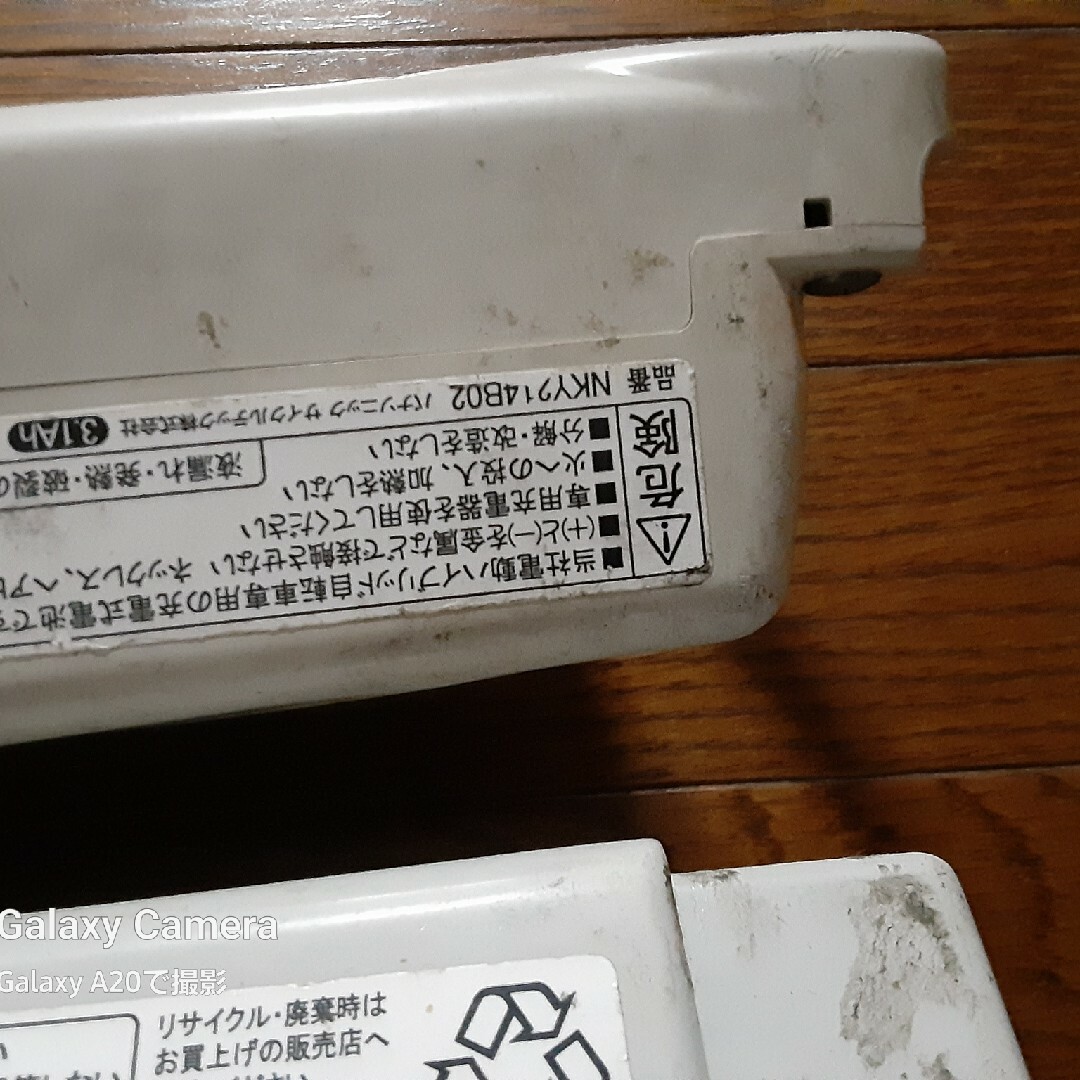 品番 NKY214B02 パナソニック サイクルテック株式会社 3.1Ah
危険
■分解・改造をしない
■火への投入、加熱をしない
■専用充電器を使用してください
■(+)と(−)を金属などで接触させない ネックレス、ヘア
■当社電動ハイブリッド自転車専用の充電式電池で
液漏れ・発熱・破裂の
Galaxy Camera
Galaxy A20で撮影
リサイクル・廃棄時は
お買上げの販売店へ
ください
しない